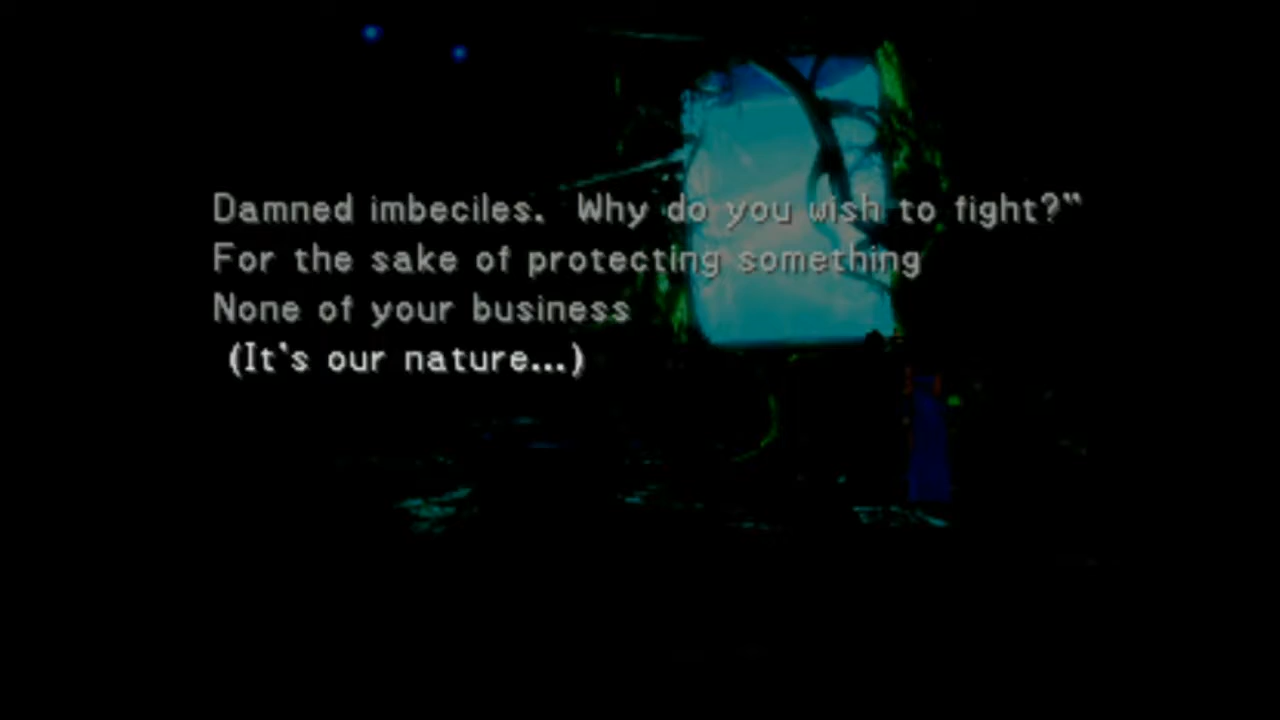 Damned imbeciles.  Why do you wish to fight?"
For the sake of protecting something
None of your business
(It's our nature...)